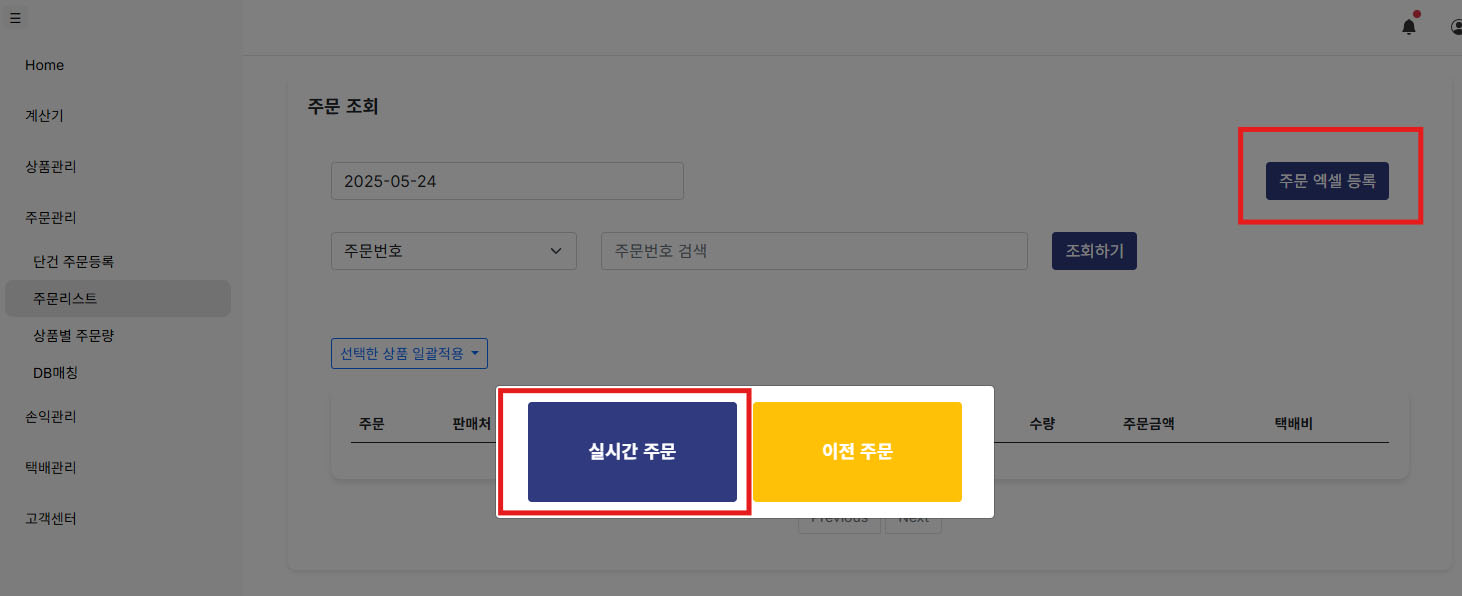 Home
계산기
상품관리
주문관리
단건 주문등록
주문리스트
상품별 주문량
DB매칭
손익관리
택배관리
고객센터
주문 조회
2025-05-24
주문 엑셀 등록
주문번호
주문번호 검색
조회하기
선택한 상품 일괄적용
주문 판매처 수량 주문금액 택배비
실시간 주문
이전 주문
Previous Next